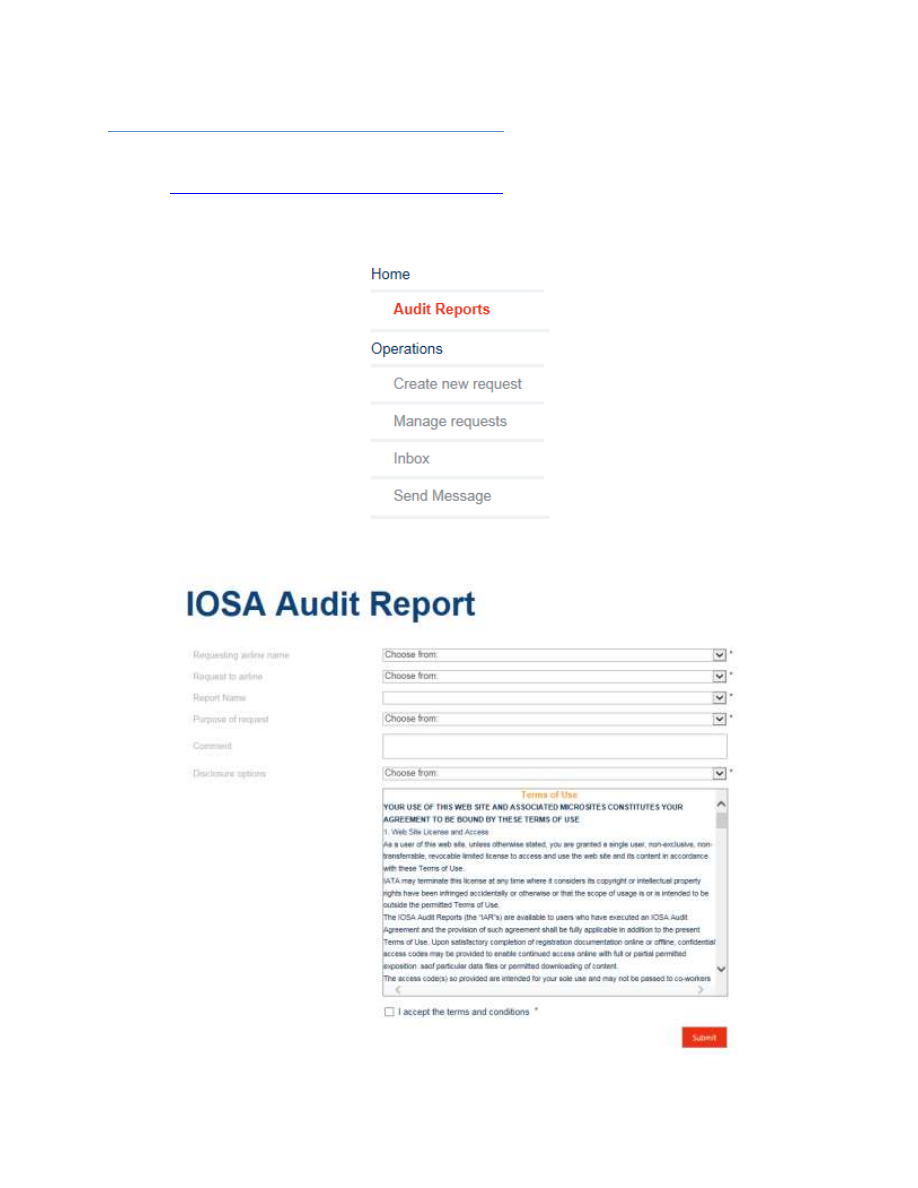 Home
Audit Reports
Operations
Create new request
Manage requests
Inbox
Send Message
IOSA Audit Report
Requesting airline name
Choose from: *
Request to airline
Choose from: *
Report Name
*
Purpose of request
Choose from: *
Comment
Disclosure options
Choose from: *
Terms of Use
YOUR USE OF THIS WEB SITE AND ASSOCIATED MICROSITES CONSTITUTES YOUR
AGREEMENT TO BE BOUND BY THESE TERMS OF USE
1. Web Site License and Access
As a user of this web site, unless otherwise stated, you are granted a single user, non-exclusive, non-
transferrable, revocable limited license to access and use the web site and its content in accordance
with these Terms of Use.
IATA may terminate this license at any time where it considers its copyright or intellectual property
rights have been infringed accidentally or otherwise or that the scope of usage is or is intended to be
outside the permitted Terms of Use.
The IOSA Audit Reports (the "IAR"s) are available to users who have executed an IOSA Audit
Agreement and the provision of such agreement shall be fully applicable in addition to the present
Terms of Use. Upon satisfactory completion of registration documentation online or offline, confidential
access codes may be provided to enable continued access online with full or partial permitted
exposition aaof particular data files or permitted downloading of content.
The access code(s) so provided are intended for your sole use and may not be passed to co-workers
I accept the terms and conditions *
Submit